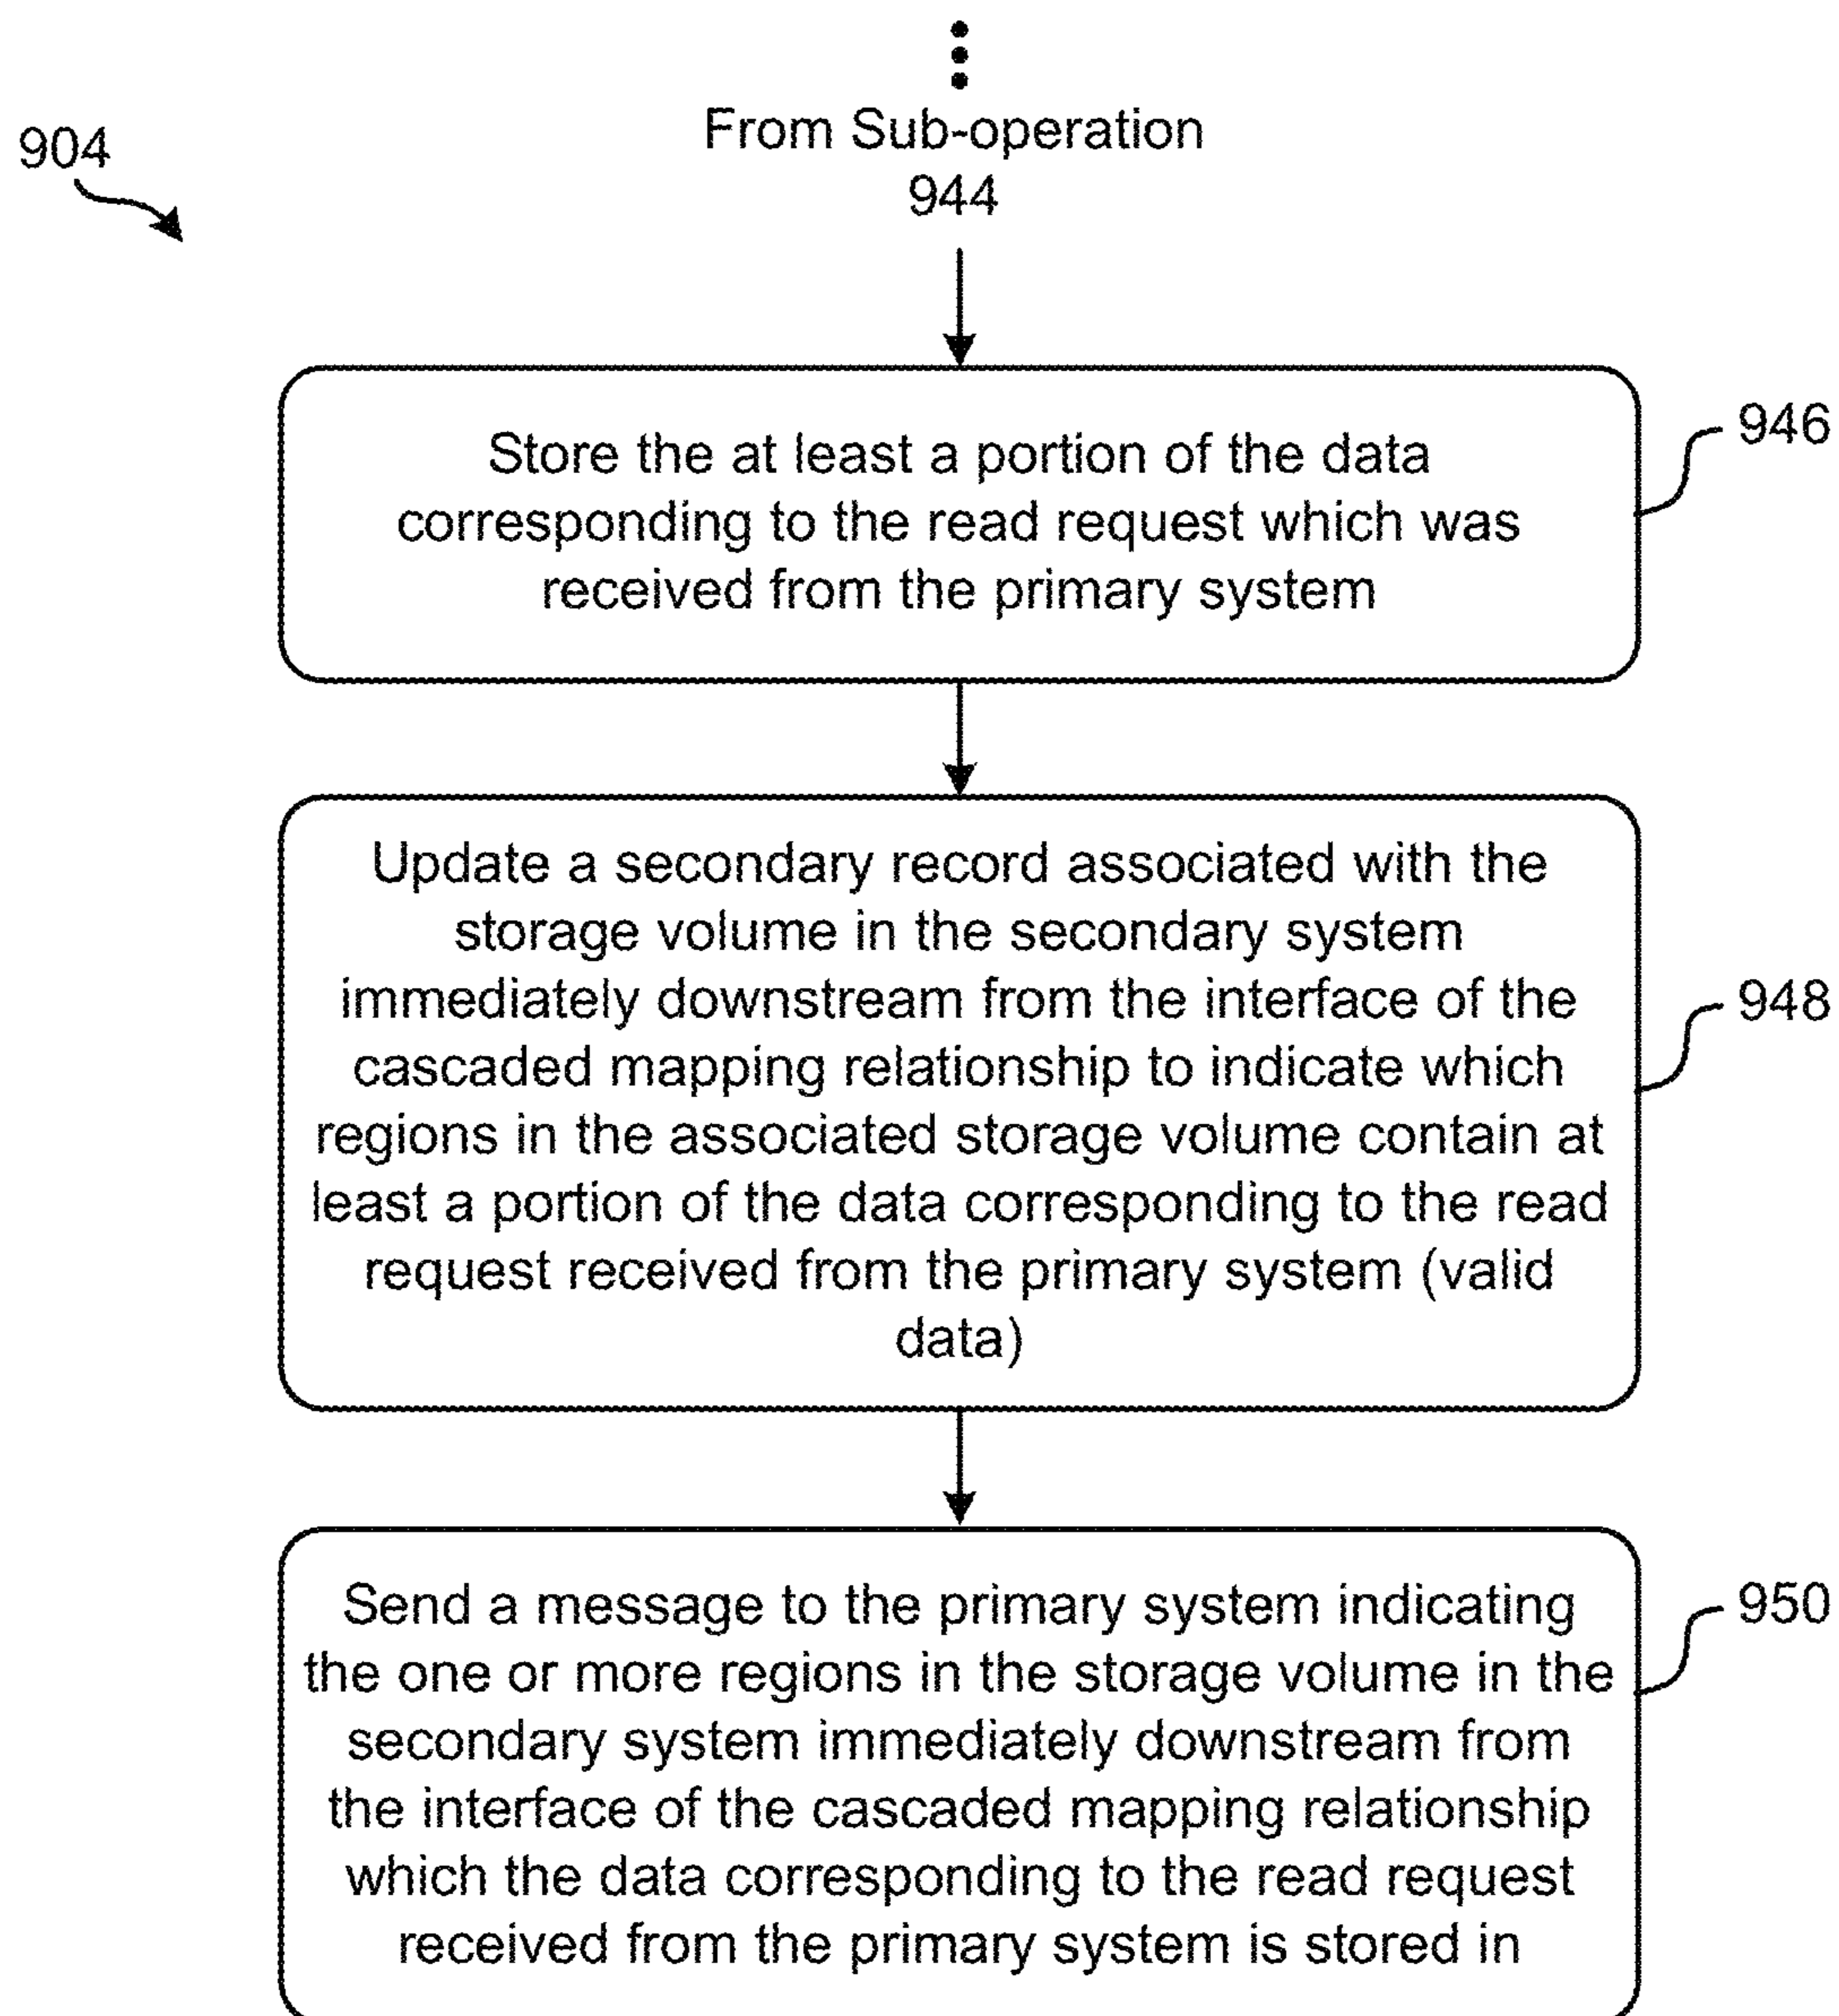 From Sub-operation
944
904
Store the at least a portion of the data
corresponding to the read request which was
received from the primary system
946
Update a secondary record associated with the
storage volume in the secondary system
immediately downstream from the interface of the
cascaded mapping relationship to indicate which
regions in the associated storage volume contain at
least a portion of the data corresponding to the read
request received from the primary system (valid
data)
948
Send a message to the primary system indicating
the one or more regions in the storage volume in the
secondary system immediately downstream from
the interface of the cascaded mapping relationship
which the data corresponding to the read request
received from the primary system is stored in
950